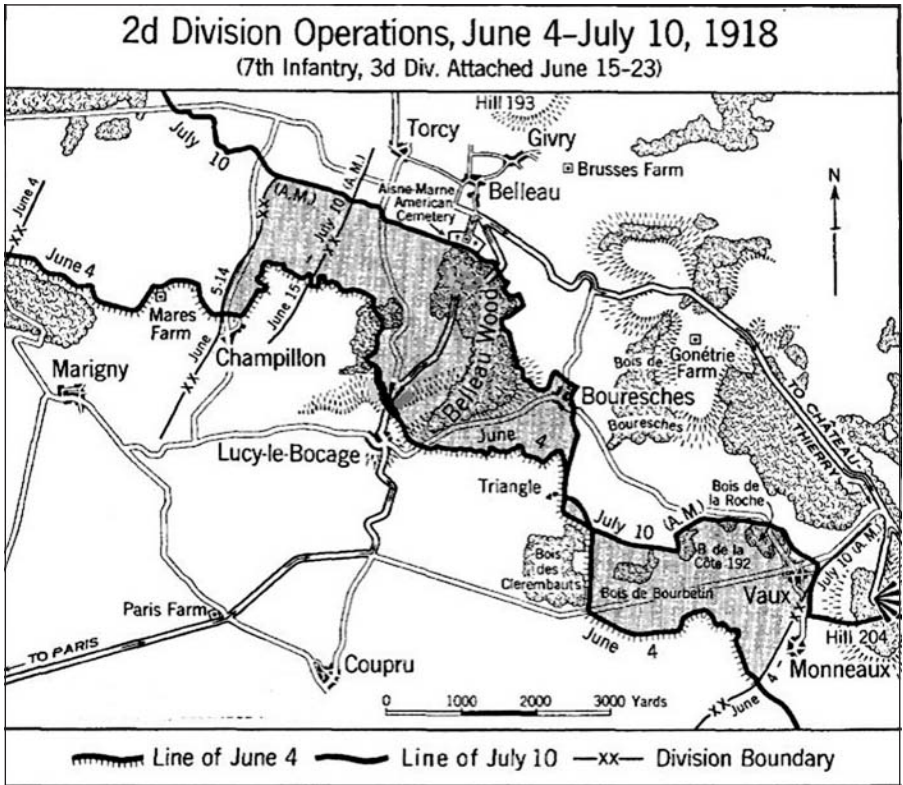 2d Division Operations, June 4–July 10, 1918
(7th Infantry, 3d Div. Attached June 15-23)
Hill 193
July 10
Torcy
Givry
Brusses Farm
Belleau
Aisne-Marne
American
Cemetery
N
XX June 4
(A.M.)
July 10 (A.M.)
XX
XX
June 4
5-14
June 15-
Mares
Farm
XX June
Champillon
Marigny
Belleau Wood
Gonétrie
Farm
Bois de
Bouresches
Bouresches
TO CHÂTEAU-
THIERRY
Lucy-le-Bocage
June 4
Triangle
Bois de
la Roche
July 10 (A.M.)
B. de la
Côte 192
July 10 (A.M.)
Bois
des
Clerembauts
Bois de Bourbetin
Vaux
Paris Farm
June 4
Hill 204
TO PARIS
Coupru
Monneaux
XX June 4-
XX
0 1000 2000 3000 Yards
Line of June 4
Line of July 10
XX Division Boundary